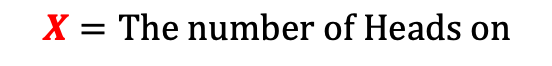 X = The number of Heads on